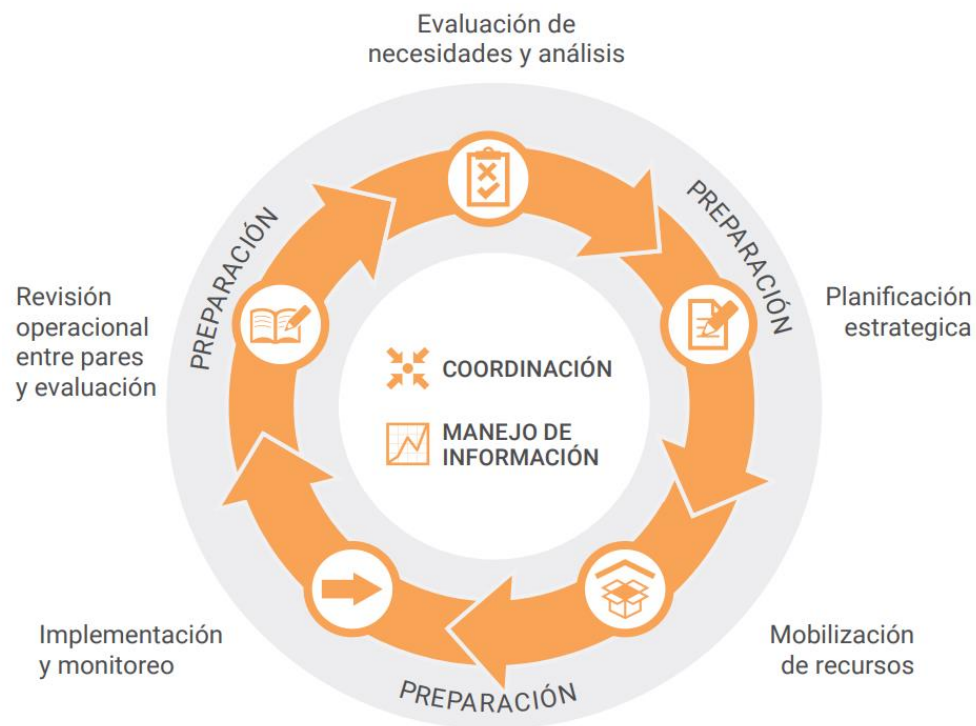 Evaluación de
necesidades y análisis
PREPARACIÓN
PREPARACIÓN
Revisión
operacional
entre pares
y evaluación
Planificación
estrategica
COORDINACIÓN
MANEJO DE
INFORMACIÓN
Implementación
y monitoreo
Mobilización
de recursos
PREPARACIÓN